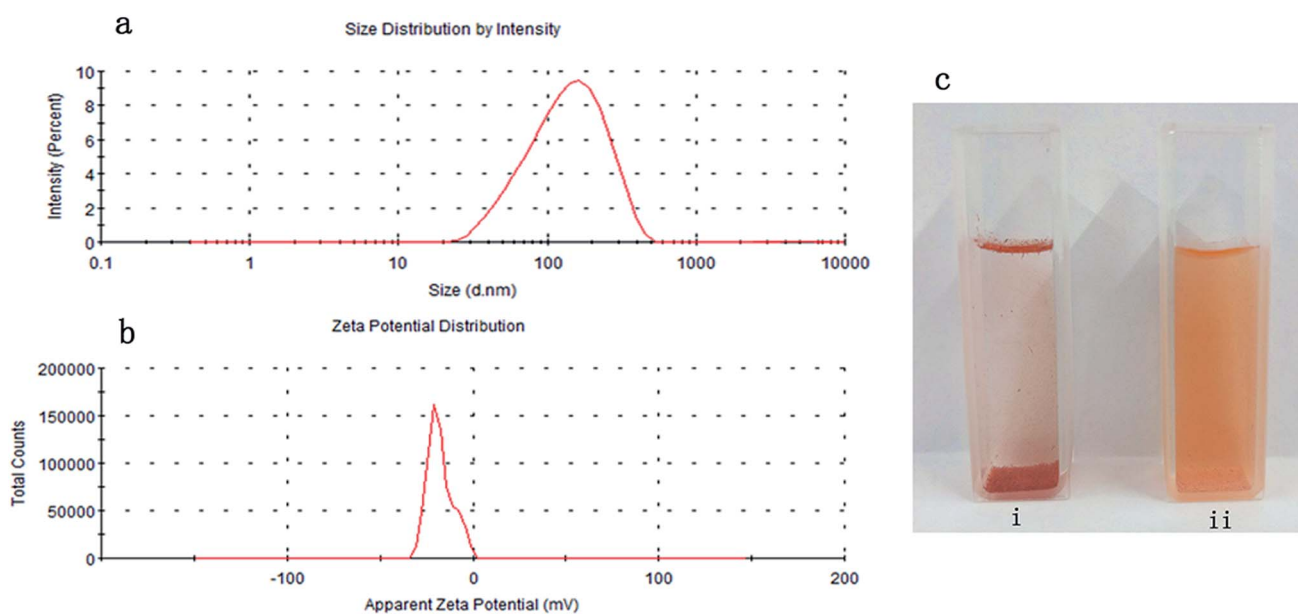 a
Size Distribution by Intensity
Intensity (Percent)
10
8
6
4
2
0
0.1 1 10 100 1000 10000
Size (d.nm)
b
Zeta Potential Distribution
Total Counts
200000
150000
100000
50000
0
-100 0 100 200
Apparent Zeta Potential (mV)
c
i ii